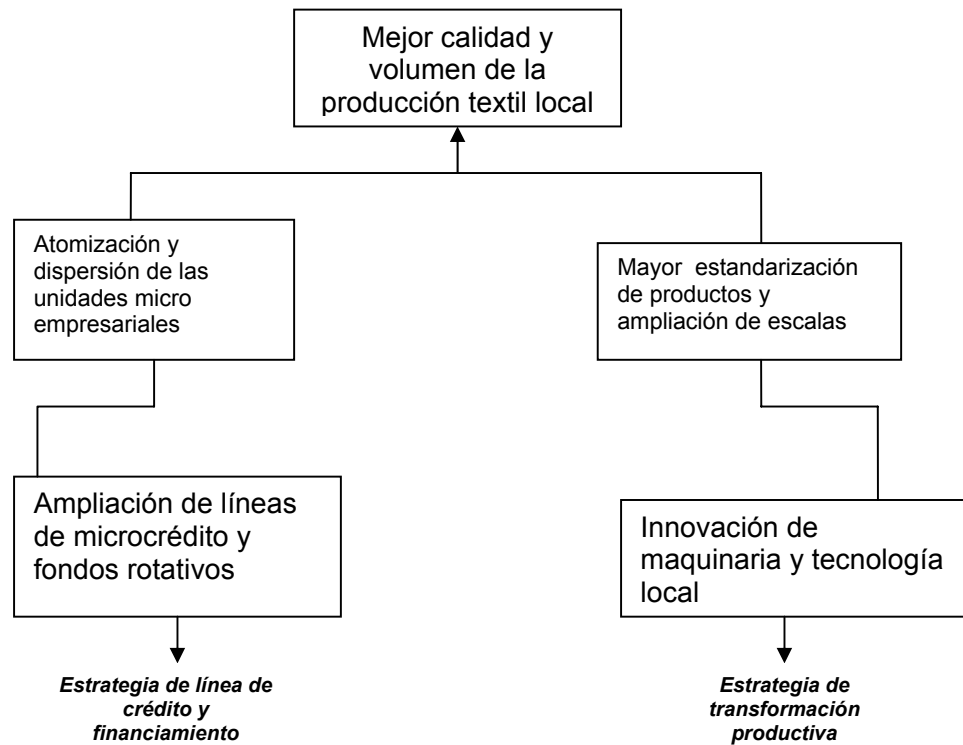 Mejor calidad y
volumen de la
producción textil local
Atomización y
dispersión de las
unidades micro
empresariales
Mayor estandarización
de productos y
ampliación de escalas
Ampliación de líneas
de microcrédito y
fondos rotativos
Innovación de
maquinaria y tecnología
local
Estrategia de línea de
crédito y
financiamiento
Estrategia de
transformación
productiva